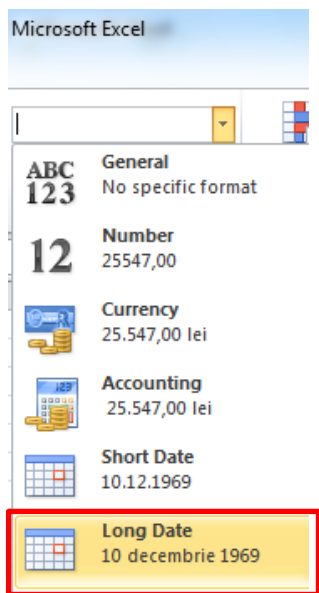 Microsoft Excel
ABC
123
General
No specific format
12
Number
25547,00
Currency
25.547,00 lei
123
Accounting
25.547,00 lei
Short Date
10.12.1969
Long Date
10 decembrie 1969